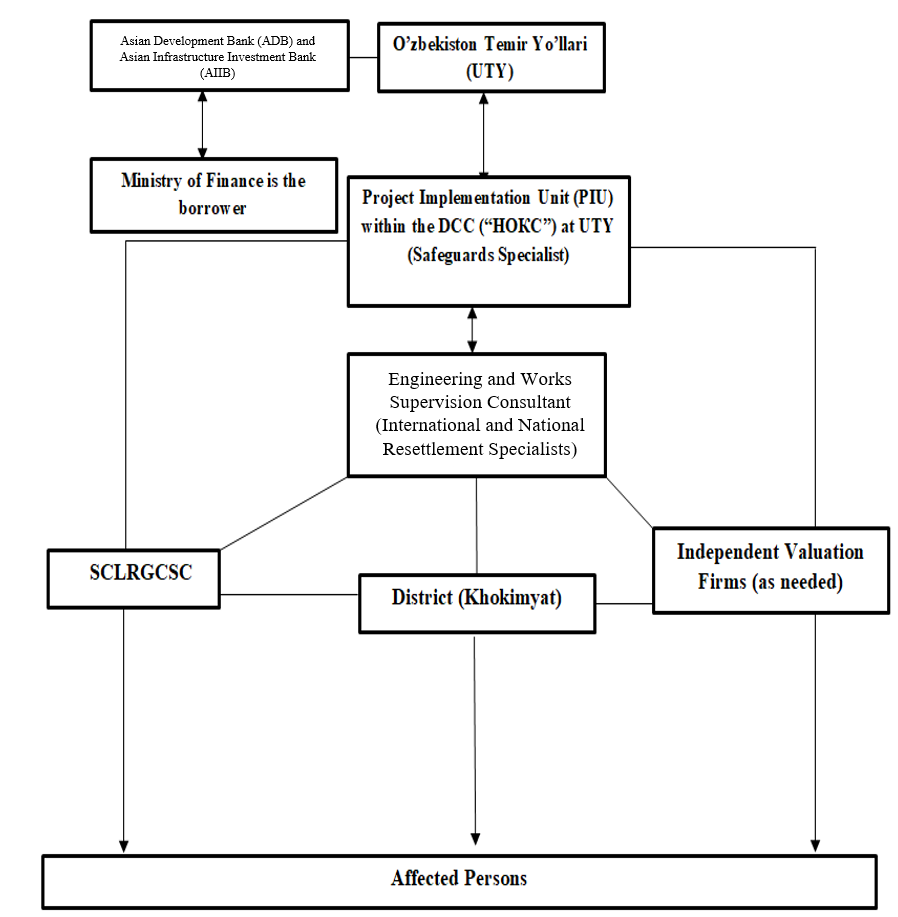 Asian Development Bank (ADB) and
Asian Infrastructure Investment Bank
(AIIB)
O’zbekiston Temir Yo’llari
(UTY)
Ministry of Finance is the
borrower
Project Implementation Unit (PIU)
within the DCC (“НОКС”) at UTY
(Safeguards Specialist)
Engineering and Works
Supervision Consultant
(International and National
Resettlement Specialists)
SCLRGCSC
District (Khokimyat)
Independent Valuation
Firms (as needed)
Affected Persons